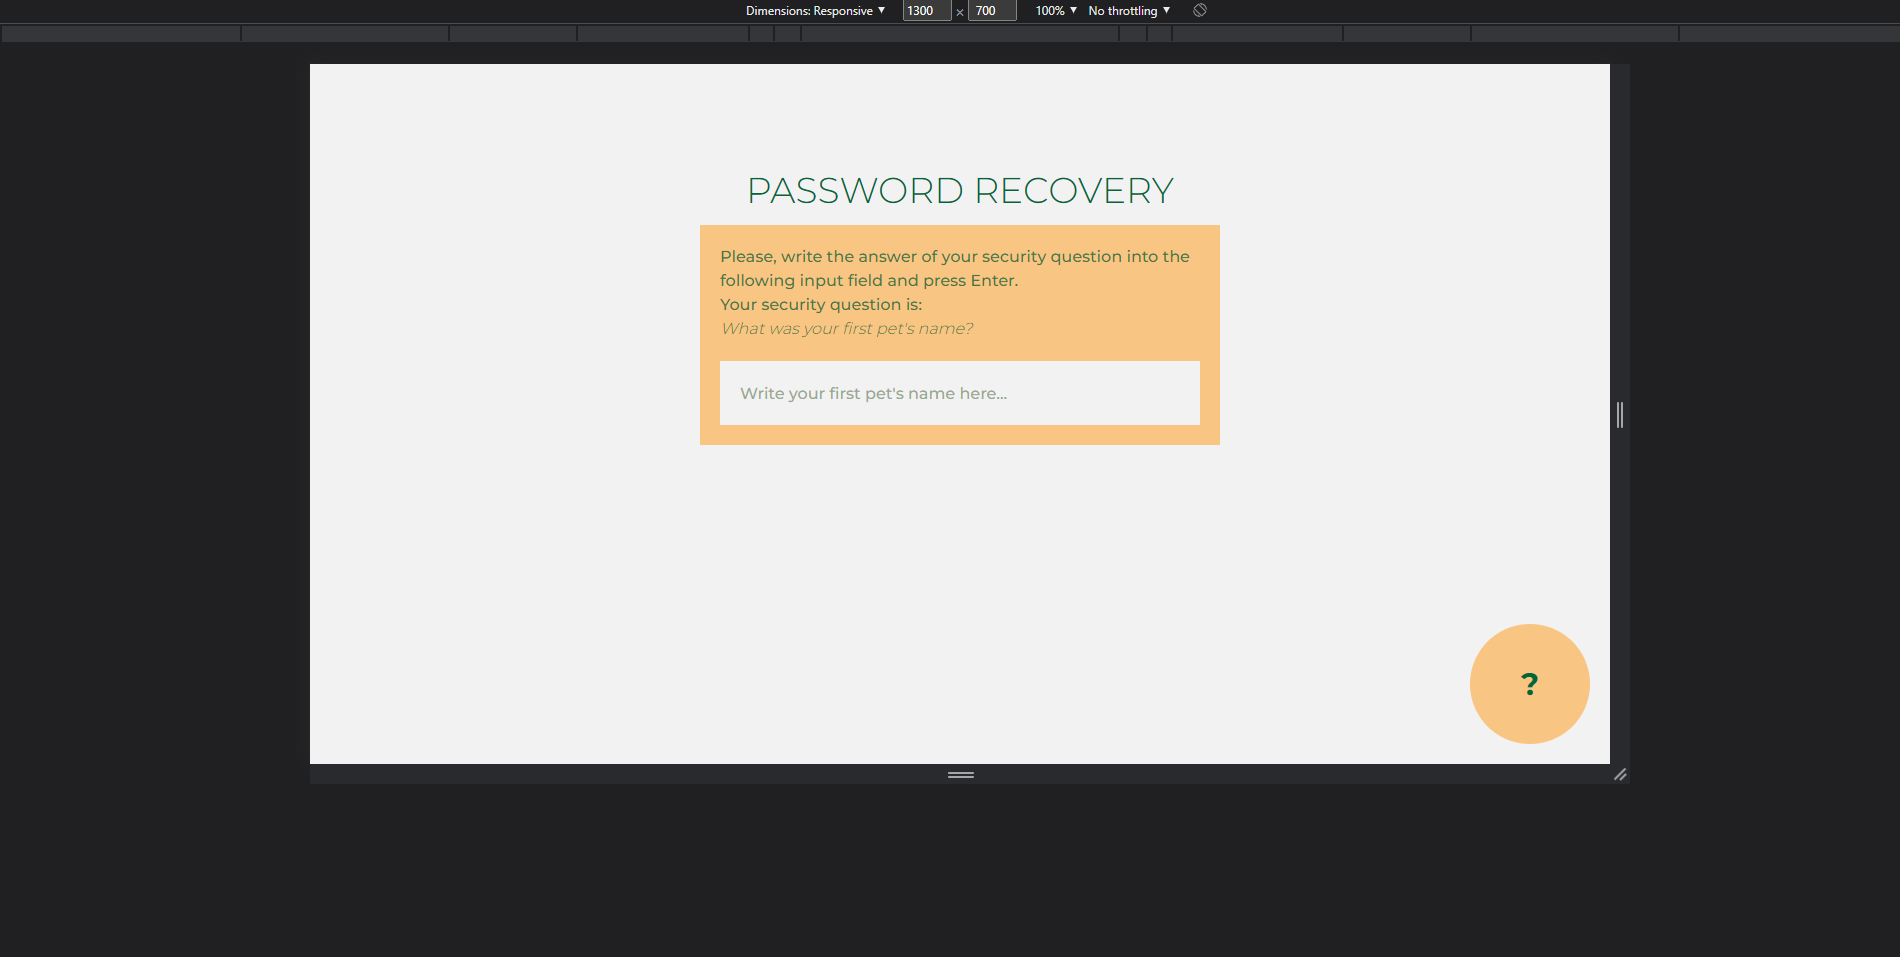 Dimensions: Responsive ▼ 1300 × 700 100% ▼ No throttling ▼
PASSWORD RECOVERY
Please, write the answer of your security question into the
following input field and press Enter.
Your security question is:
What was your first pet's name?
Write your first pet's name here...
?